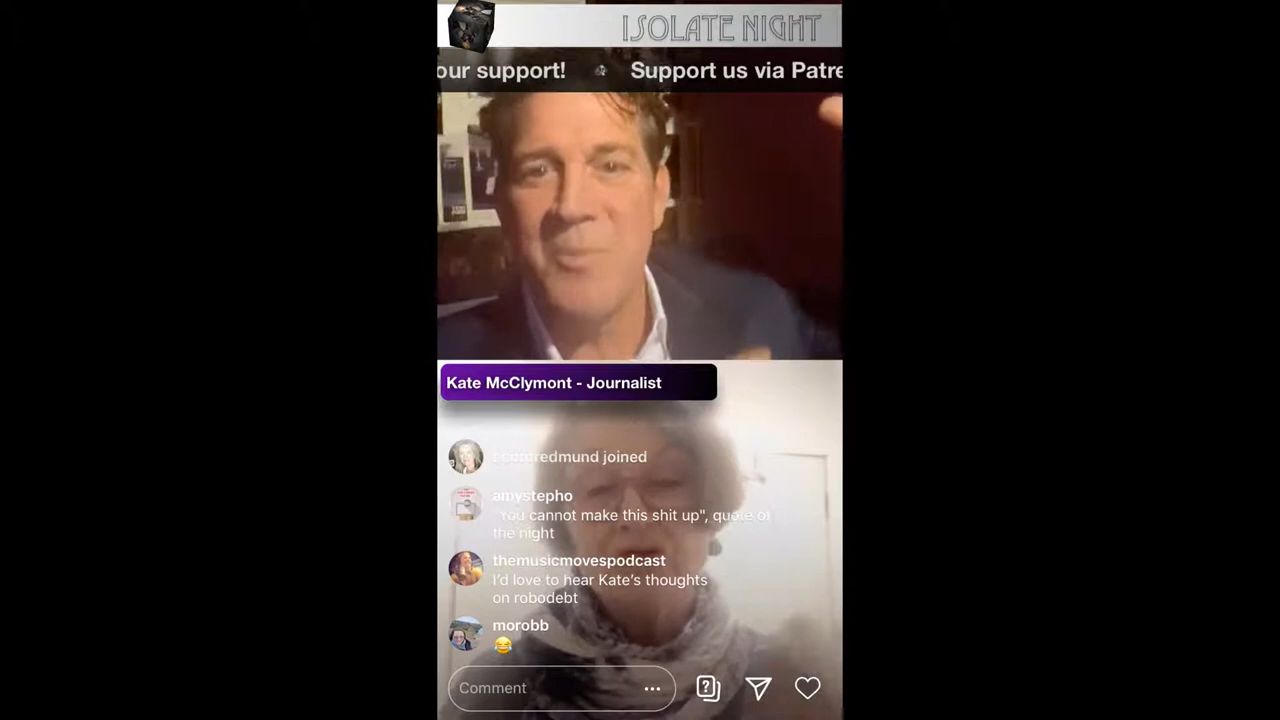 ISOLATE NIGHT
our support! Support us via Patre
Kate McClymont - Journalist
redmund joined
amystepho
"You cannot make this shit up", quote of
the night
themusicmovespodcast
I'd love to hear Kate's thoughts
on robodebt
morobb
Comment